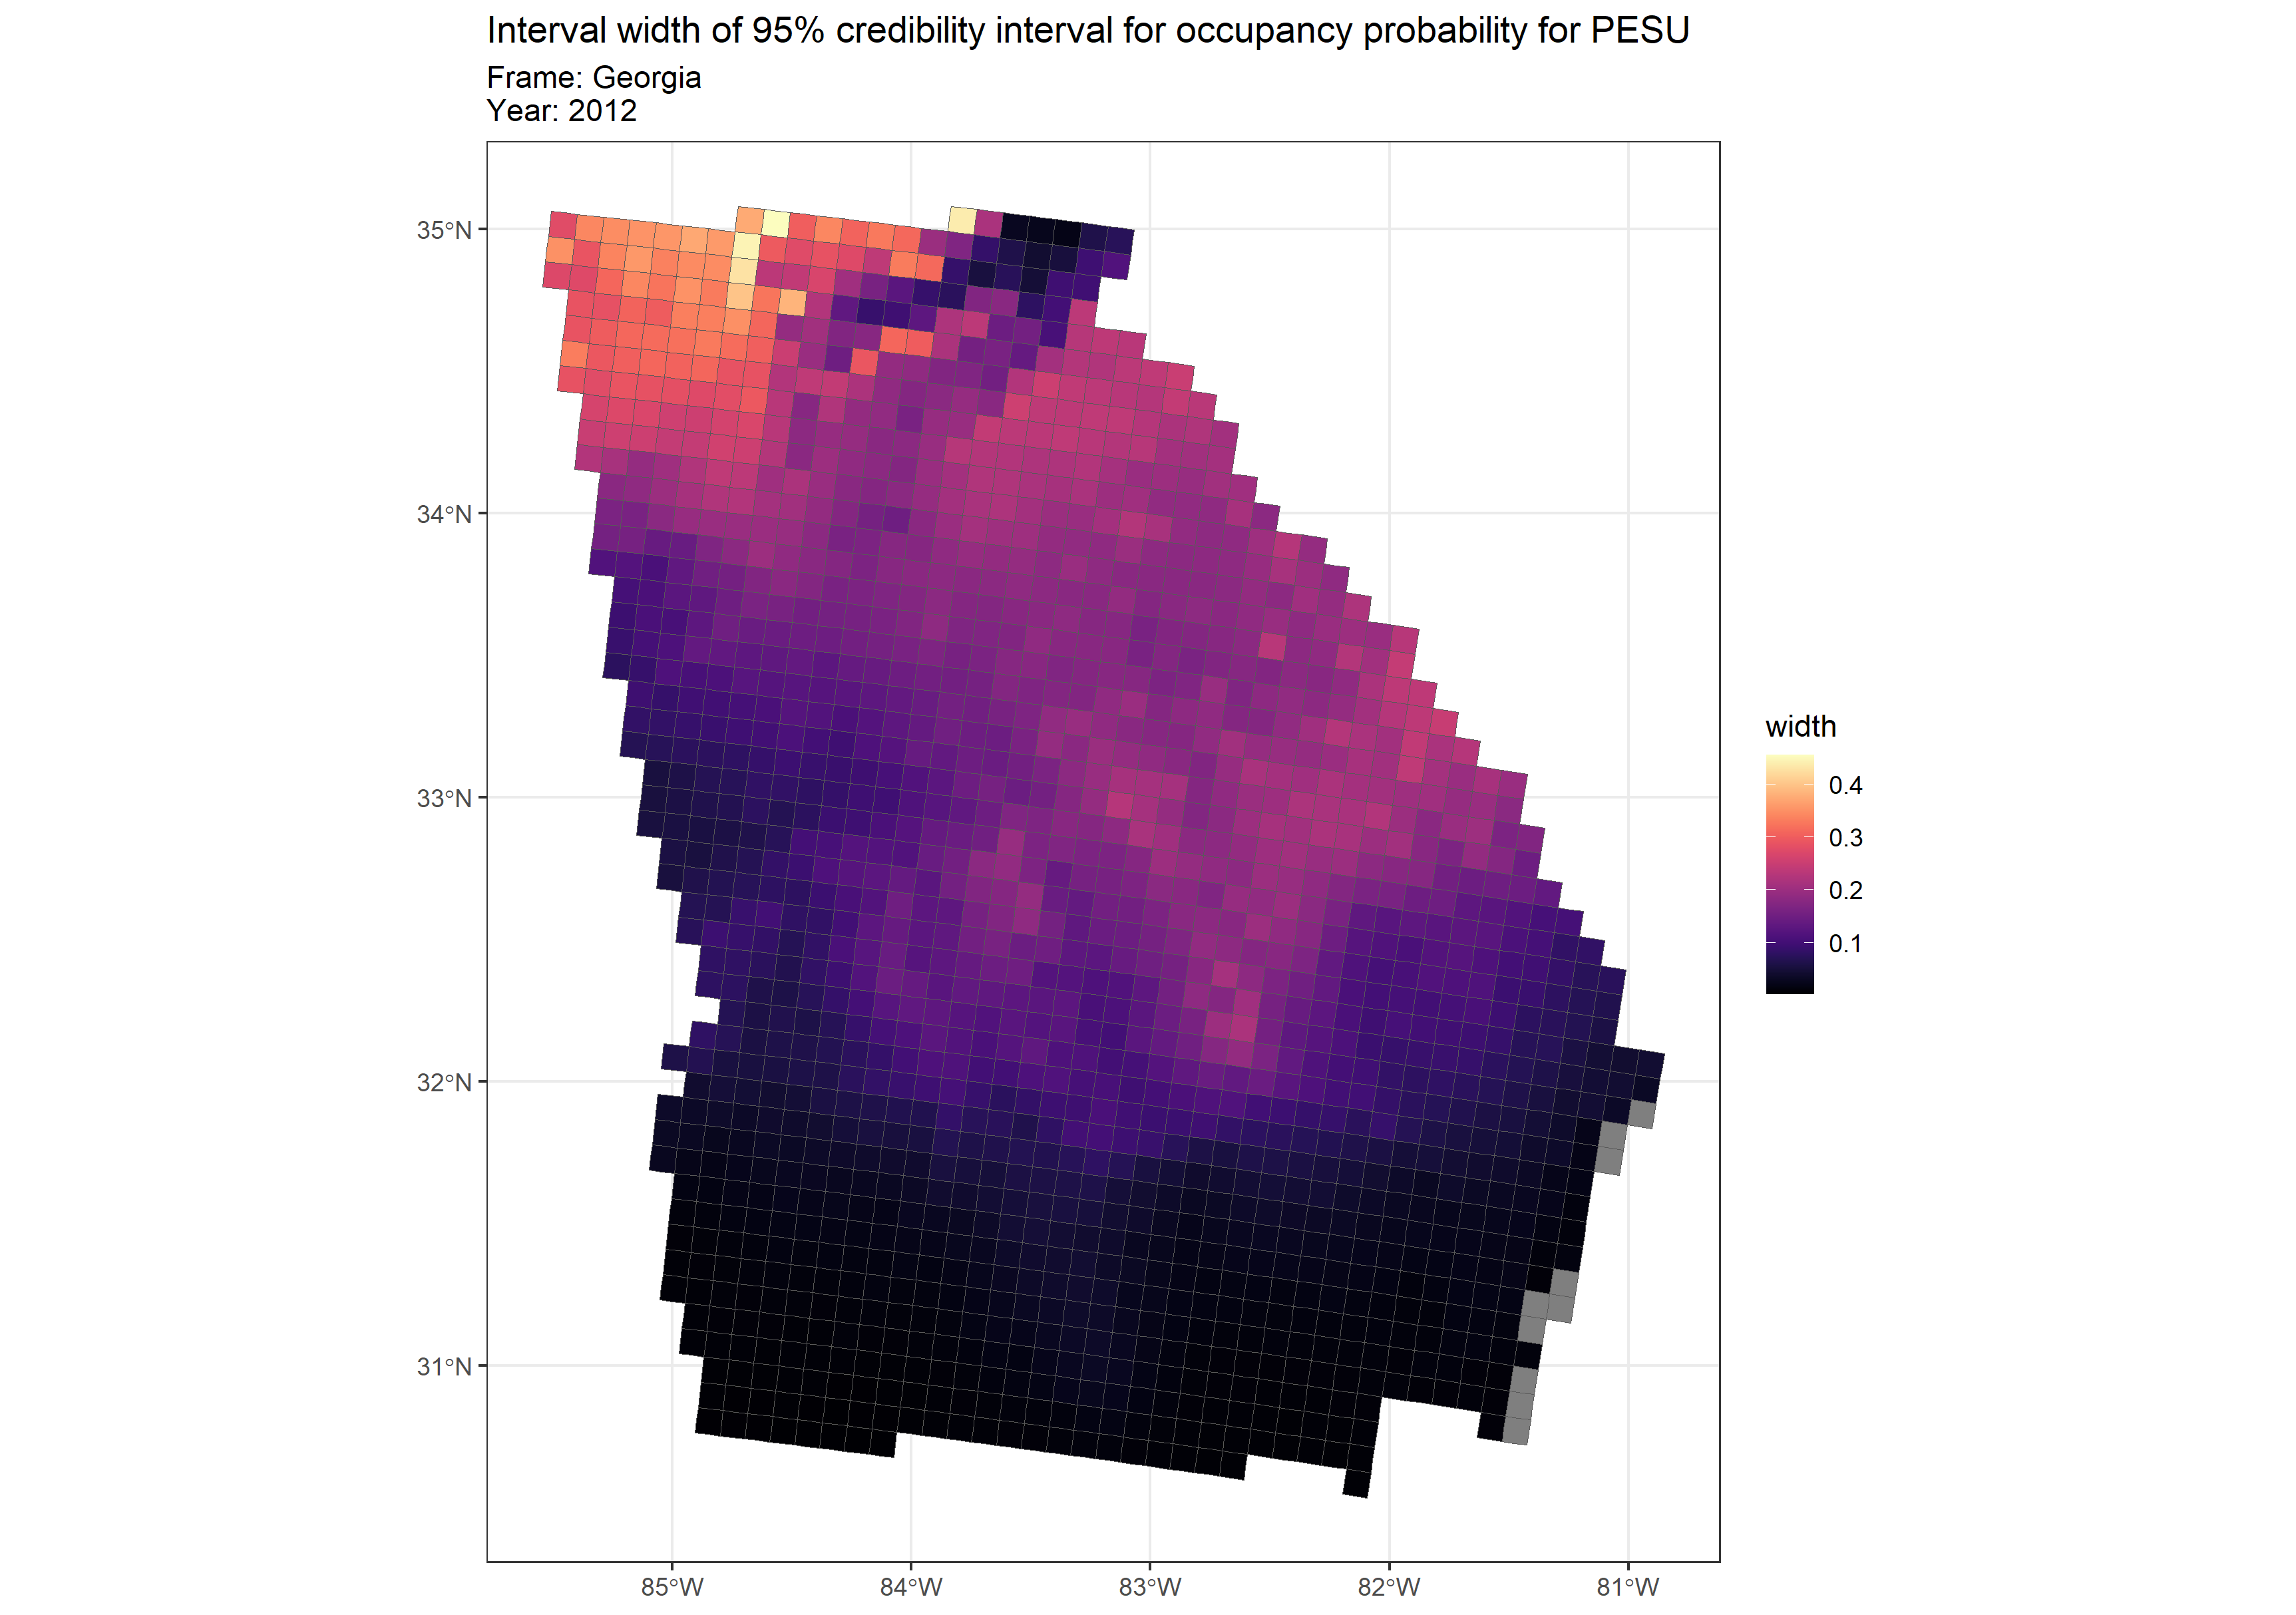 Interval width of 95% credibility interval for occupancy probability for PESU
Frame: Georgia
Year: 2012
35°N
34°N
33°N
32°N
31°N
85°W
84°W
83°W
82°W
81°W
width
0.4
0.3
0.2
0.1